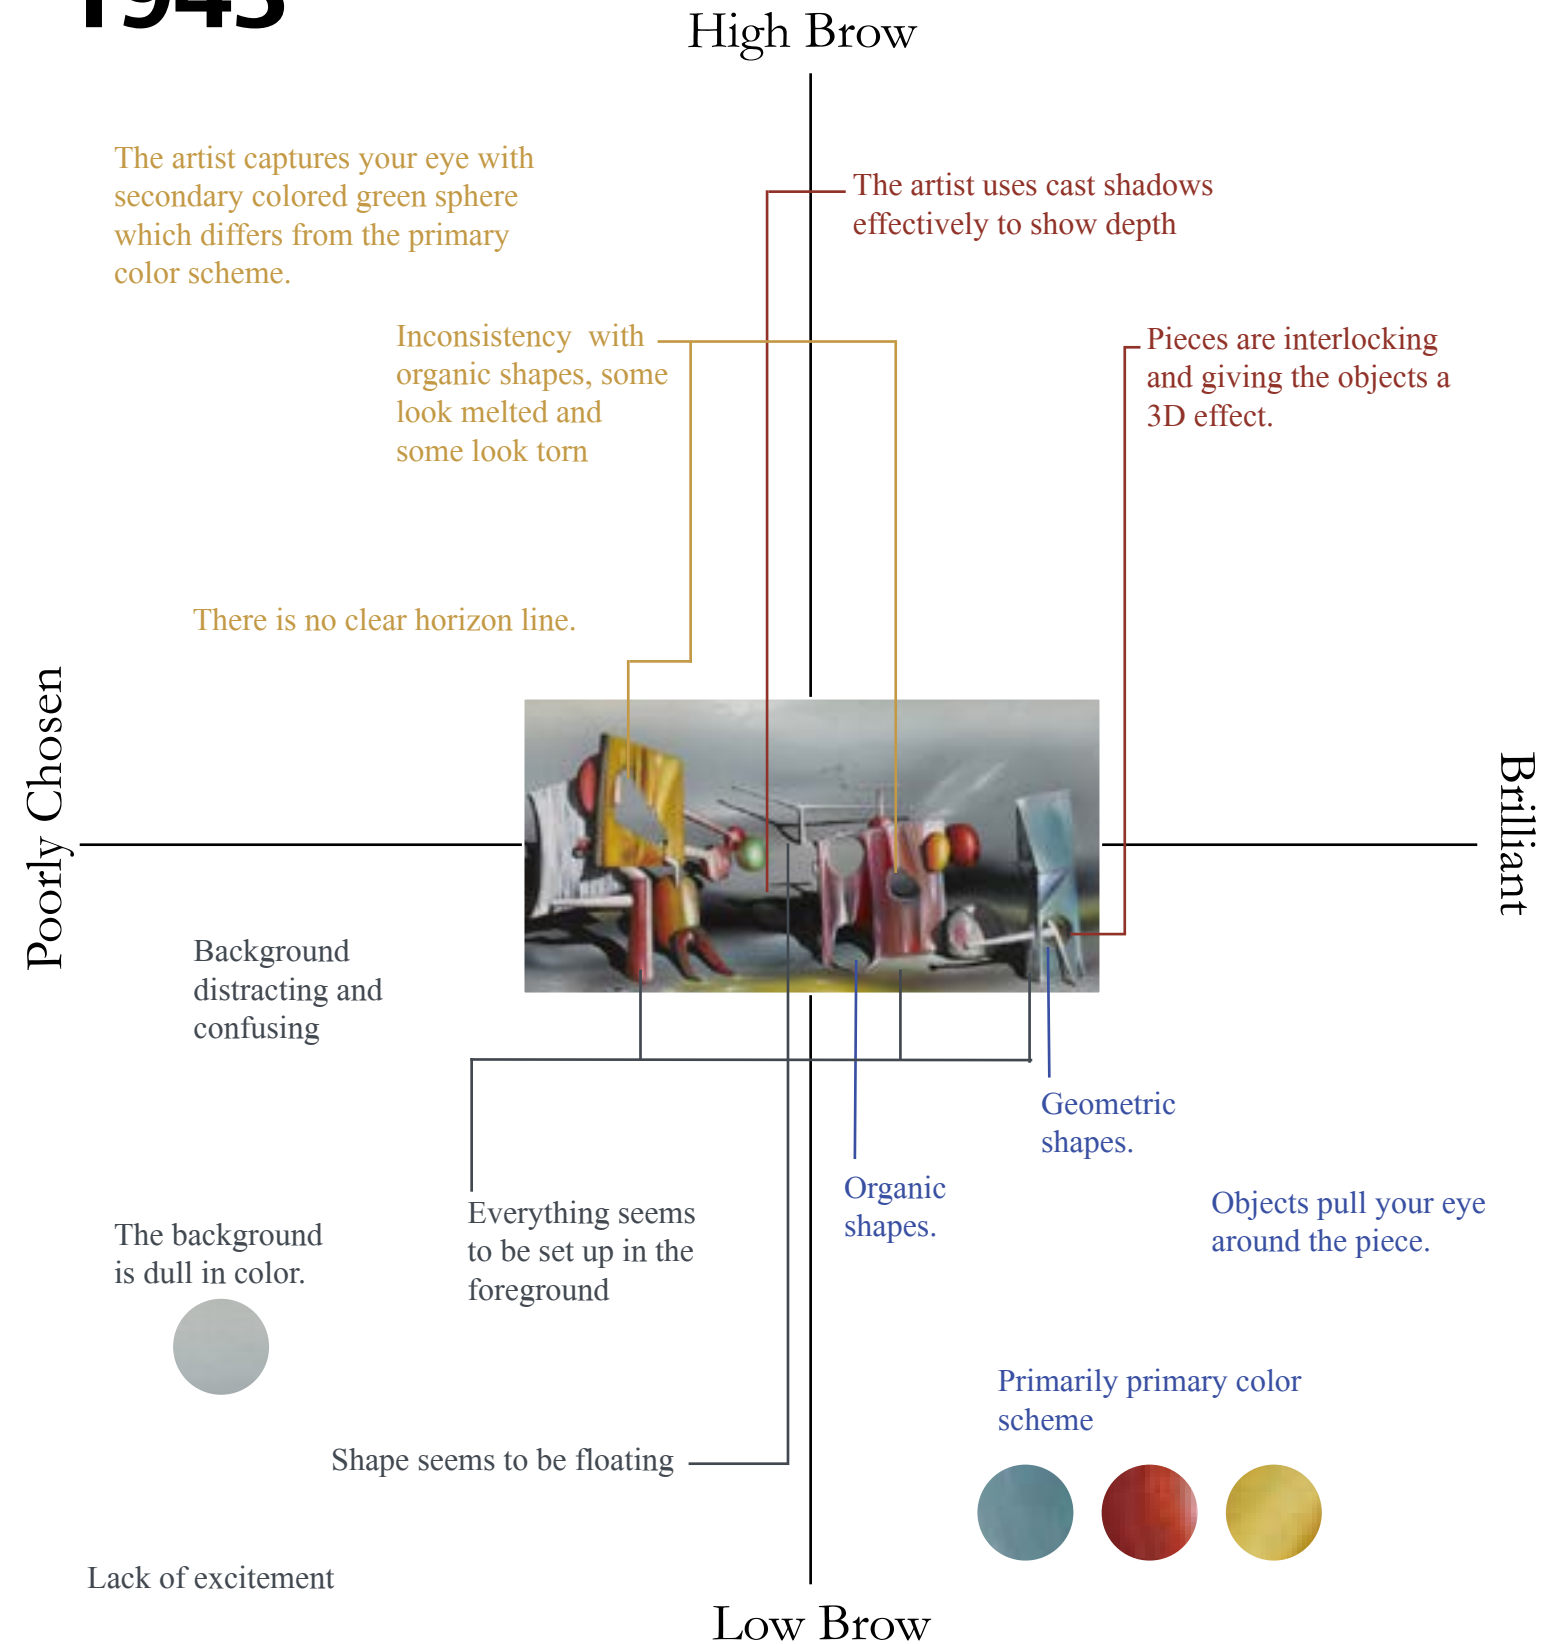 1943
High Brow
The artist captures your eye with
secondary colored green sphere
which differs from the primary
color scheme.
The artist uses cast shadows
effectively to show depth
Inconsistency with
organic shapes, some
look melted and
some look torn
Pieces are interlocking
and giving the objects a
3D effect.
There is no clear horizon line.
Poorly Chosen
Brilliant
Background
distracting and
confusing
Geometric
shapes.
Organic
shapes.
Objects pull your eye
around the piece.
Everything seems
to be set up in the
foreground
The background
is dull in color.
Primarily primary color
scheme
Shape seems to be floating
Lack of excitement
Low Brow